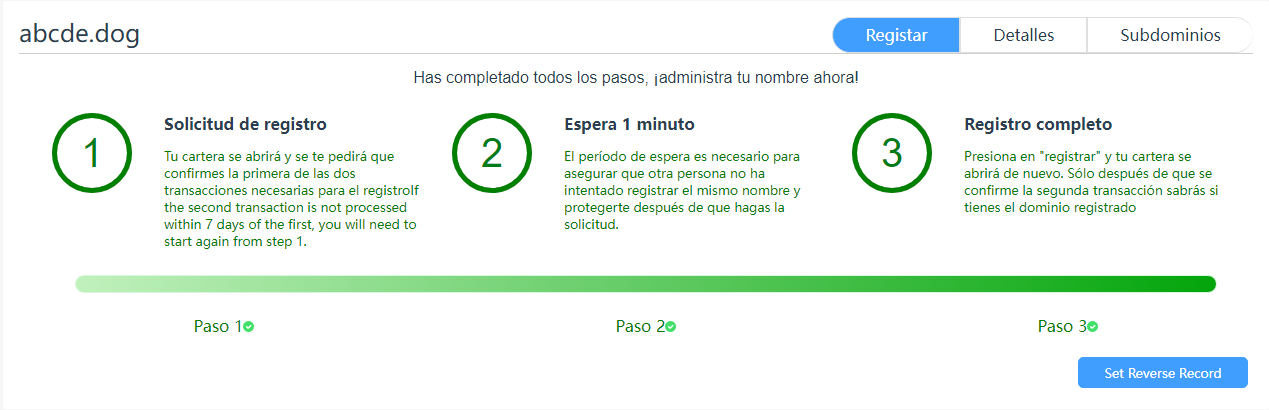 abcde.dog
Registar
Detalles
Subdominios
Has completado todos los pasos, ¡administra tu nombre ahora!
1
Solicitud de registro
Tu cartera se abrirá y se te pedirá que
confirmes la primera de las dos
transacciones necesarias para el registroIf
the second transaction is not processed
within 7 days of the first, you will need to
start again from step 1.
2
Espera 1 minuto
El período de espera es necesario para
asegurar que otra persona no ha
intentado registrar el mismo nombre y
protegerte después de que hagas la
solicitud.
3
Registro completo
Presiona en "registrar" y tu cartera se
abrirá de nuevo. Sólo después de que se
confirme la segunda transacción sabrás si
tienes el dominio registrado
Paso 1
Paso 2
Paso 3
Set Reverse Record